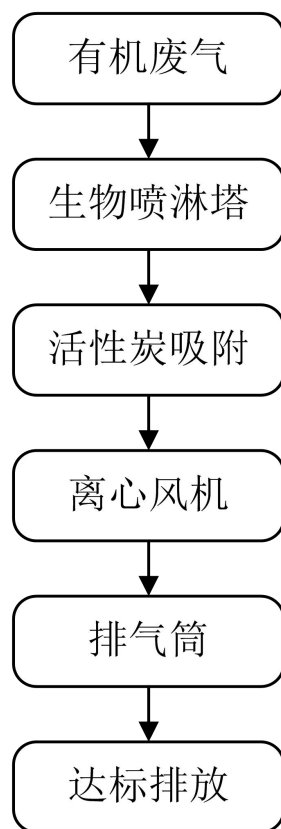 有机废气
生物喷淋塔
活性炭吸附
离心风机
排气筒
达标排放